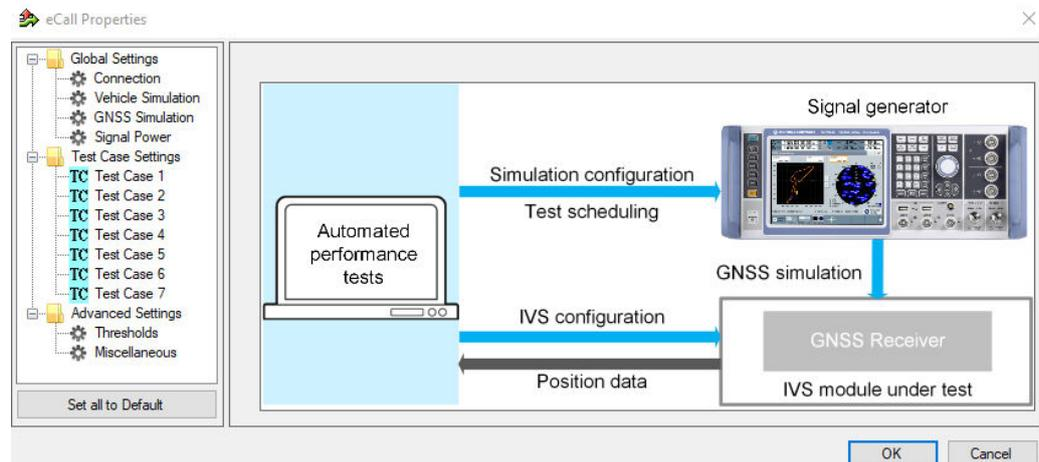 eCall Properties
Global Settings
Connection
Vehicle Simulation
GNSS Simulation
Signal Power
Test Case Settings
TC Test Case 1
TC Test Case 2
TC Test Case 3
TC Test Case 4
TC Test Case 5
TC Test Case 6
TC Test Case 7
Advanced Settings
Thresholds
Miscellaneous
Set all to Default
Automated
performance
tests
Simulation configuration
Test scheduling
Signal generator
GNSS simulation
IVS configuration
Position data
GNSS Receiver
IVS module under test
OK
Cancel